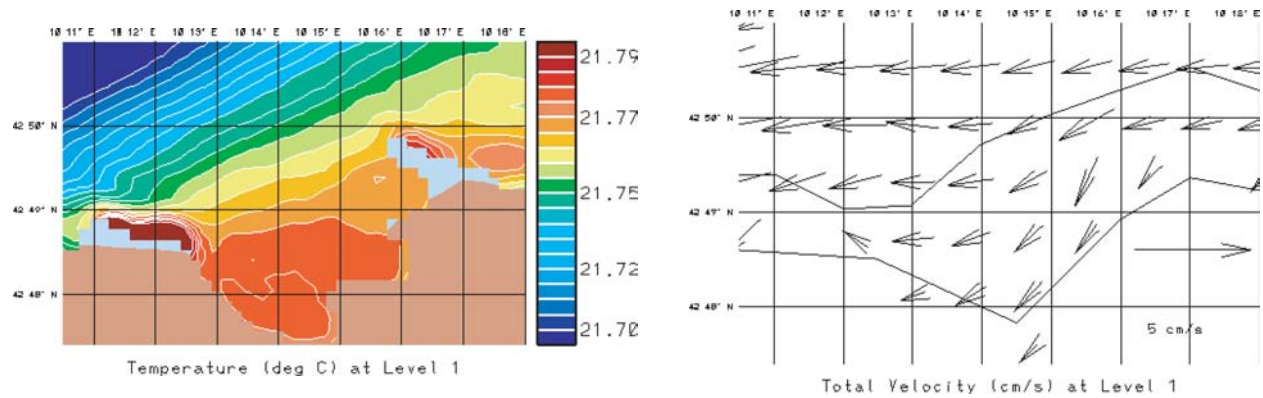 10 11' E 10 12' E 10 13' E 10 14' E 10 15' E 10 16' E 10 17' E 10 18' E
42 50' N
42 49' N
42 48' N
21.79
21.77
21.75
21.72
21.70
Temperature (deg C) at Level 1
10 11' E 10 12' E 10 13' E 10 14' E 10 15' E 10 16' E 10 17' E 10 18' E
42 50' N
42 49' N
42 48' N
5 cm/s
Total Velocity (cm/s) at Level 1